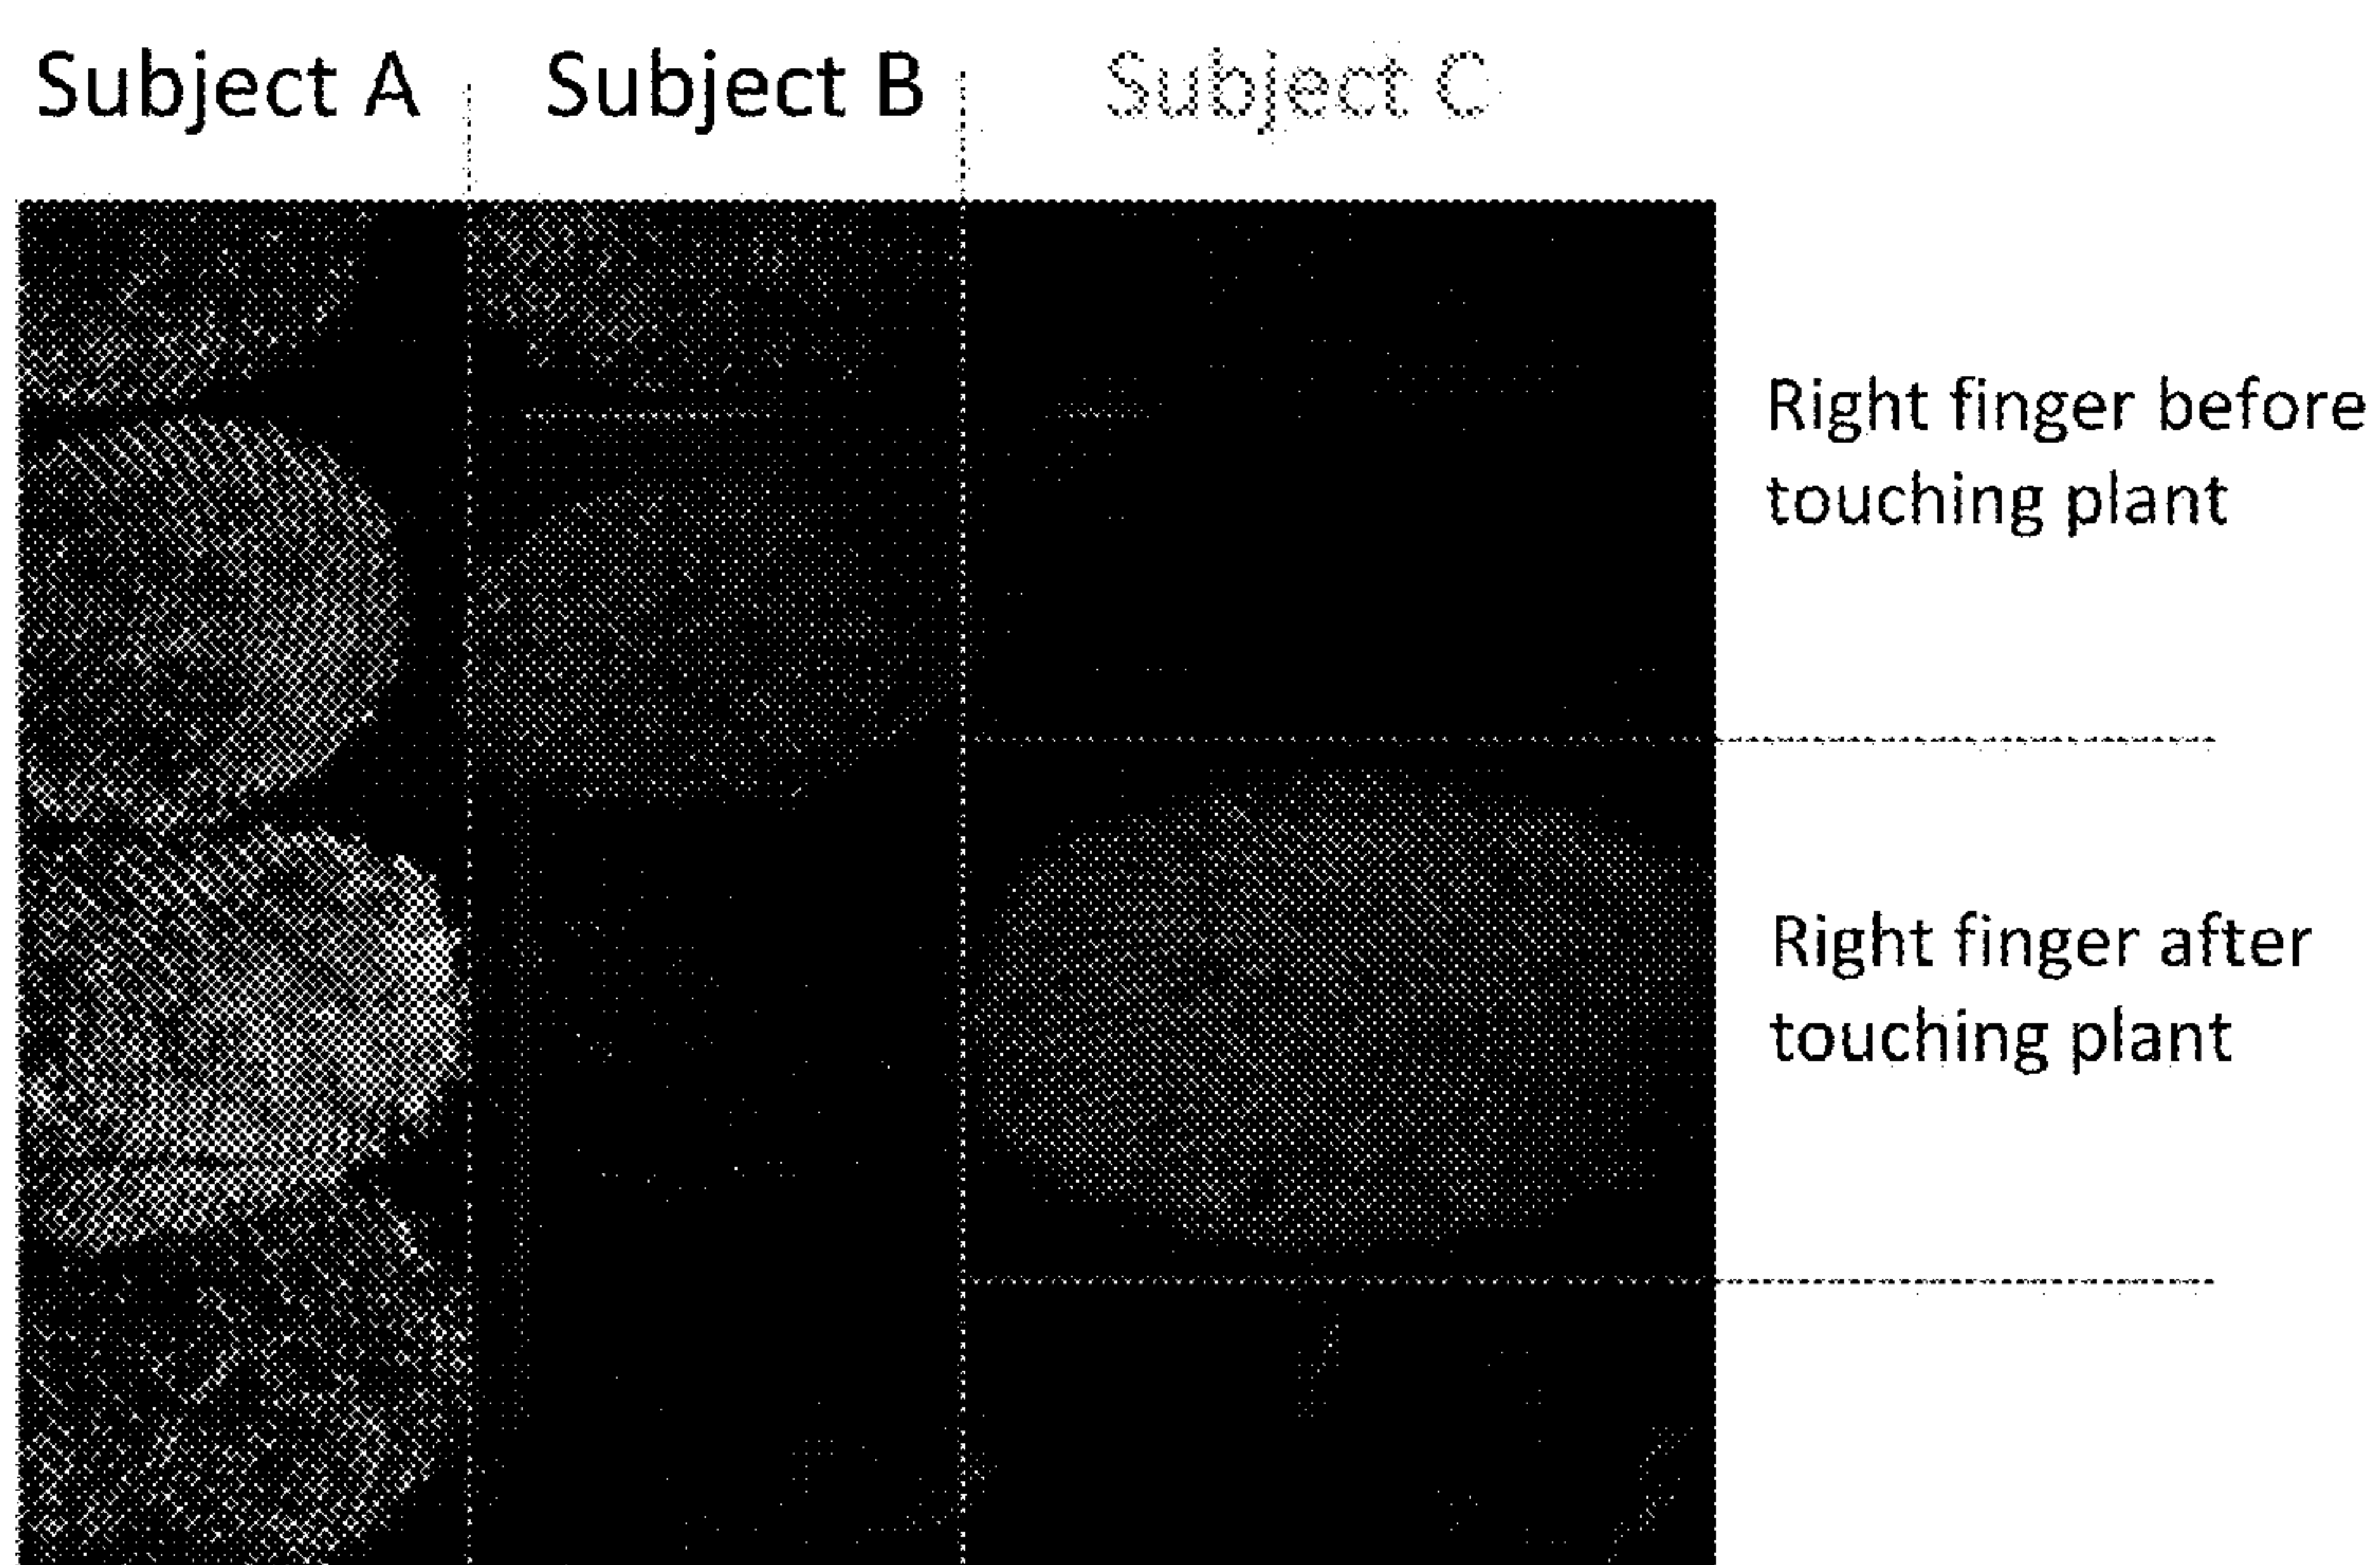 Subject A
Subject B
Subject C
Right finger before
touching plant
Right finger after
touching plant